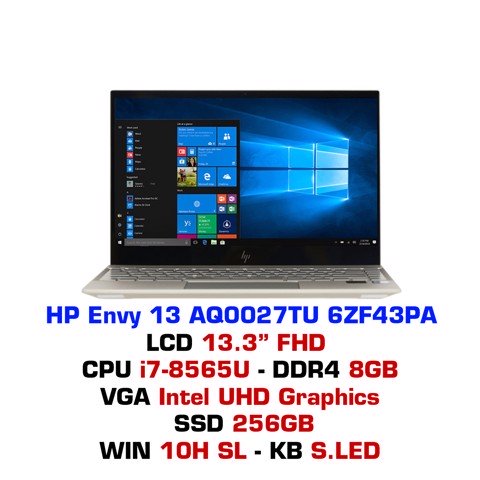 hp
HP Envy 13 AQ0027TU 6ZF43PA
LCD 13.3” FHD
CPU i7-8565U - DDR4 8GB
VGA Intel UHD Graphics
SSD 256GB
WIN 10H SL - KB S.LED